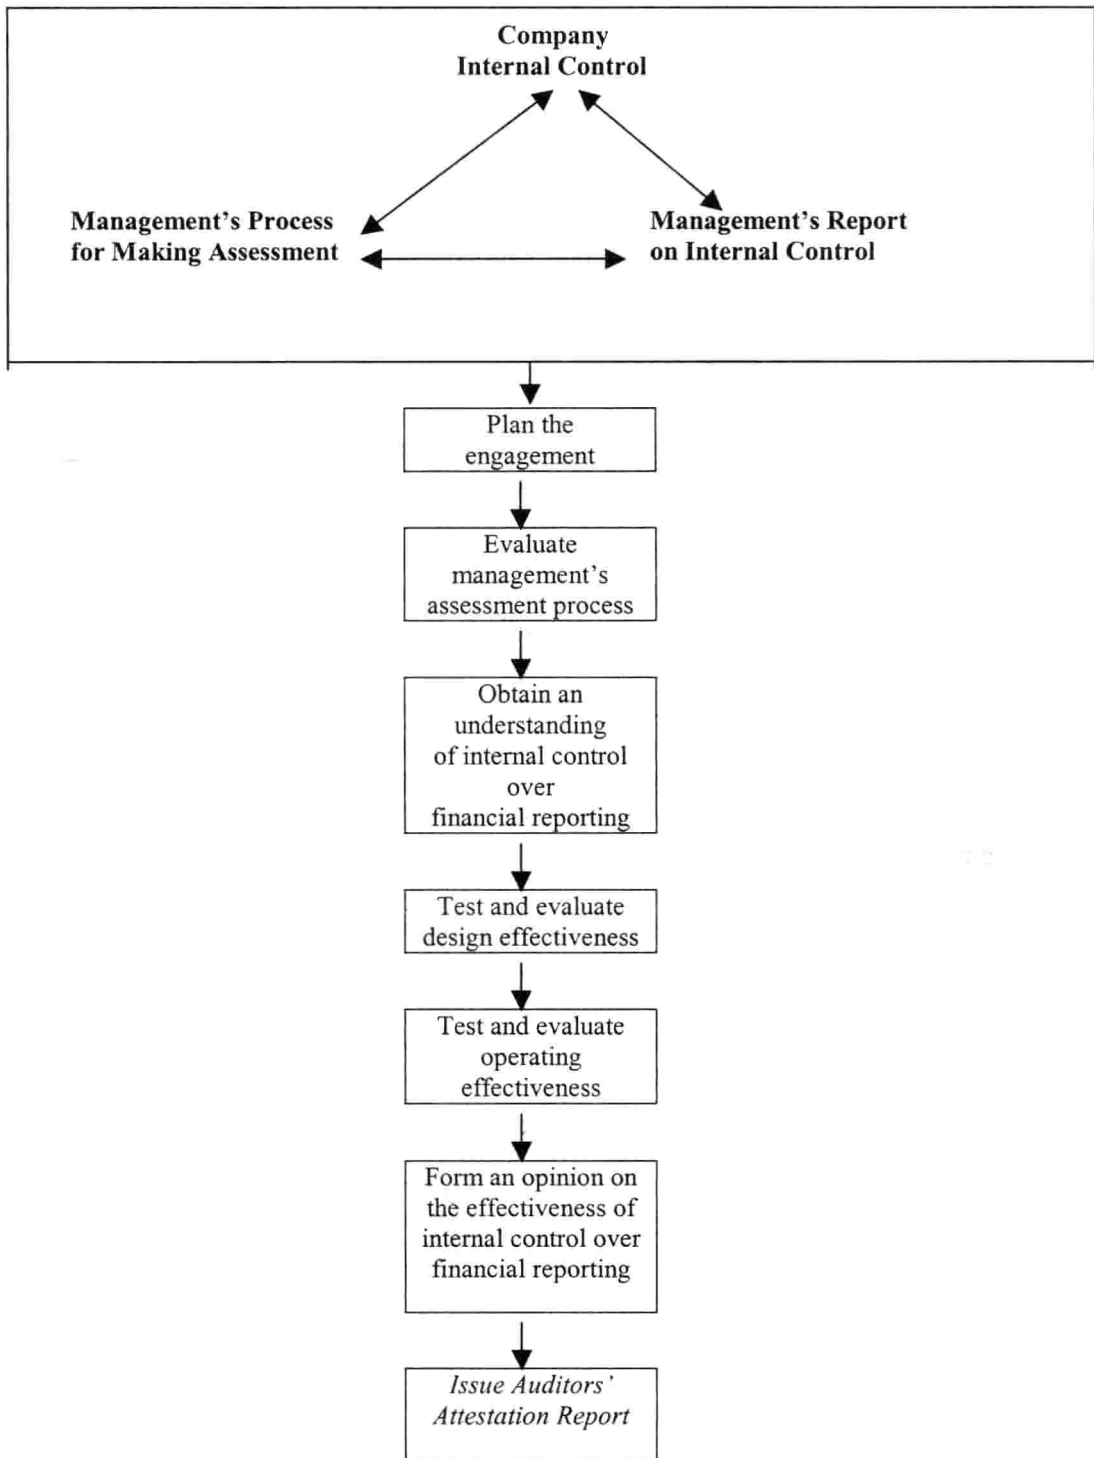 Company
Internal Control
Management's Process
for Making Assessment
Management's Report
on Internal Control
Plan the
engagement
Evaluate
management's
assessment process
Obtain an
understanding
of internal control
over
financial reporting
Test and evaluate
design effectiveness
Test and evaluate
operating
effectiveness
Form an opinion on
the effectiveness of
internal control over
financial reporting
Issue Auditors'
Attestation Report